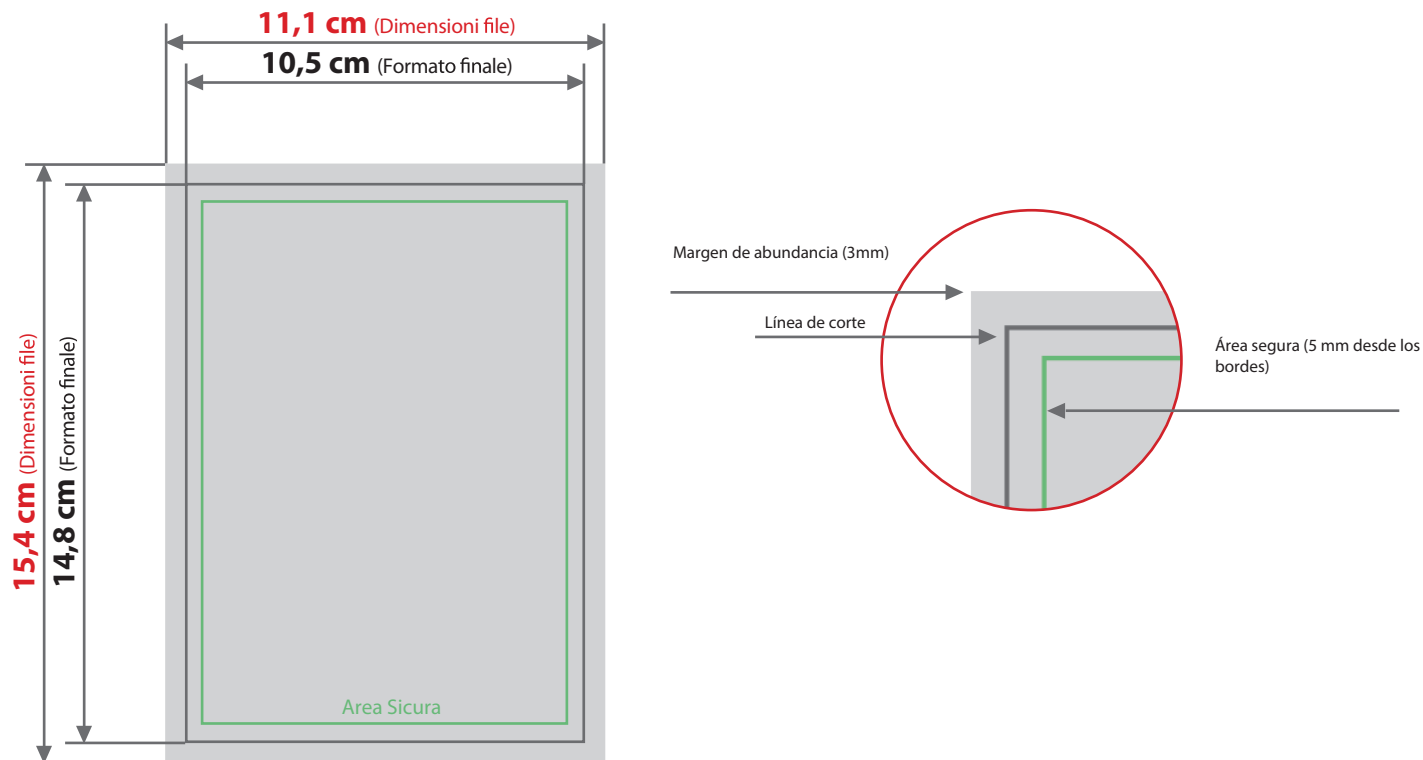 11,1 cm (Dimensioni file)
10,5 cm (Formato finale)
15,4 cm (Dimensioni file)
14,8 cm (Formato finale)
Area Sicura
Margen de abundancia (3mm)
Línea de corte
Área segura (5 mm desde los
bordes)